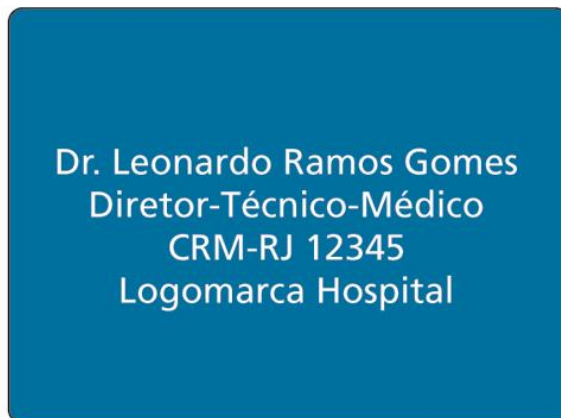 Dr. Leonardo Ramos Gomes
Diretor-Técnico-Médico
CRM-RJ 12345
Logomarca Hospital